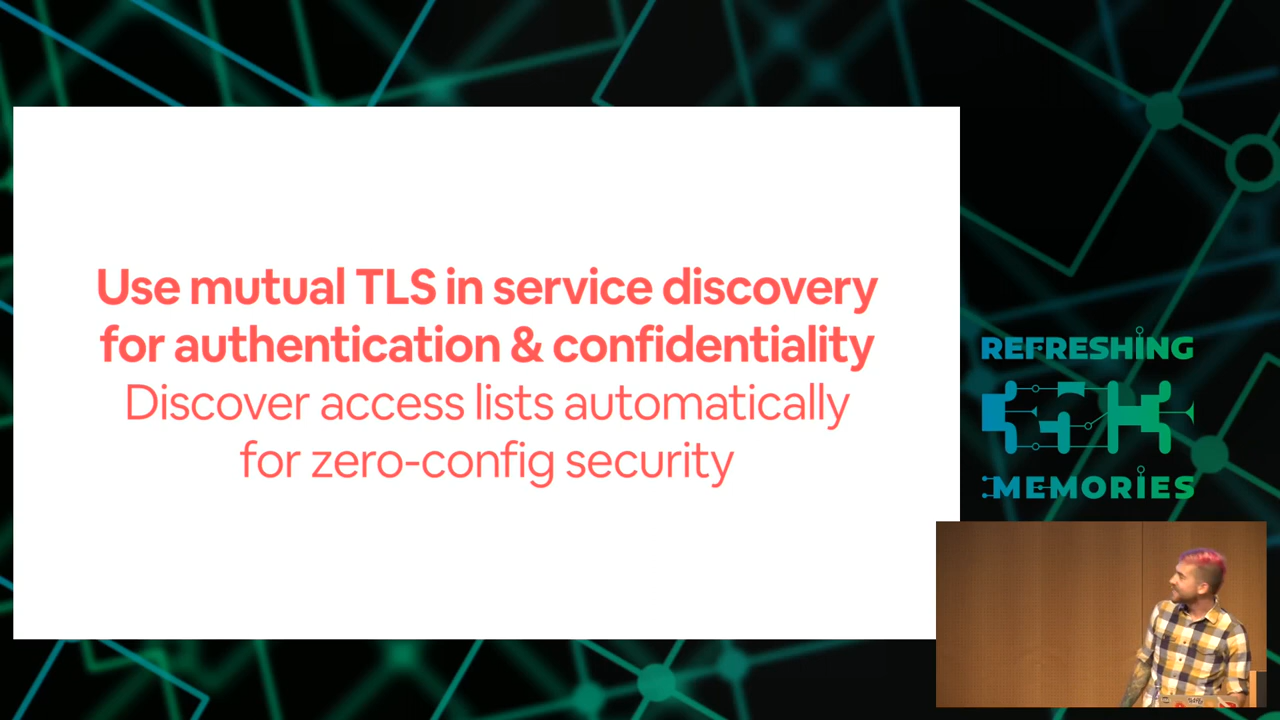 Use mutual TLS in service discovery
for authentication & confidentiality
Discover access lists automatically
for zero-config security
REFRESHING
35C3
MEMORIES